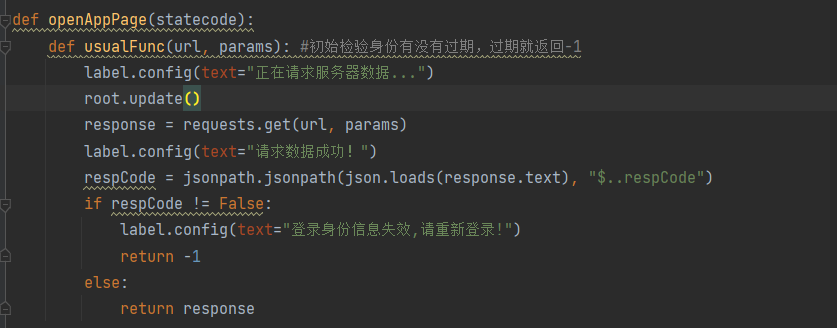 def openAppPage(statecode):
    def usualFunc(url, params): #初始检验身份有没有过期，过期就返回-1
        label.config(text="正在请求服务器数据...")
        root.update()
        response = requests.get(url, params)
        label.config(text="请求数据成功！")
        respCode = jsonpath.jsonpath(json.loads(response.text), "$..respCode")
        if respCode != False:
            label.config(text="登录身份信息失效,请重新登录!")
            return -1
        else:
            return response